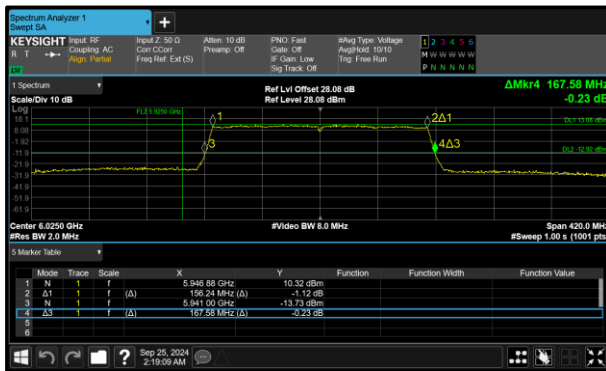 Spectrum Analyzer 1
Swept SA
KEYSIGHT Input: RF Input Z: 50 Ω Atten: 10 dB PNO: Fast #Avg Type: Voltage 1 2 3 4 5 6
R T Coupling: AC Corr CCorr Preamp: Off Gate: Off Avg|Hold: 10/10 M W W W W W
Align: Partial Freq Ref: Ext (S) IF Gain: Low Trig: Free Run P N N N N N
Sig Track: Off
1 Spectrum Ref Lvl Offset 28.08 dB ΔMkr4 167.58 MHz
Scale/Div 10 dB Ref Level 28.08 dBm -0.23 dB
Log
18.1 FL2 5.9250 GHz 1 2Δ1 DL1 13.08 dBm
8.08
-1.92 3 4Δ3 DL2 -12.92 dBm
-11.9
-21.9
-31.9
-41.9
-51.9
-61.9
Center 6.0250 GHz #Video BW 8.0 MHz Span 420.0 MHz
#Res BW 2.0 MHz #Sweep 1.00 s (1001 pts)
5 Marker Table
Mode Trace Scale X Y Function Function Width Function Value
1 N 1 f 5.946 88 GHz 10.32 dBm
2 Δ1 1 f (Δ) 156.24 MHz (Δ) -1.12 dB
3 N 1 f 5.941 00 GHz -13.73 dBm
4 Δ3 1 f (Δ) 167.58 MHz (Δ) -0.23 dB
5
6
? Sep 25, 2024
2:19:09 AM